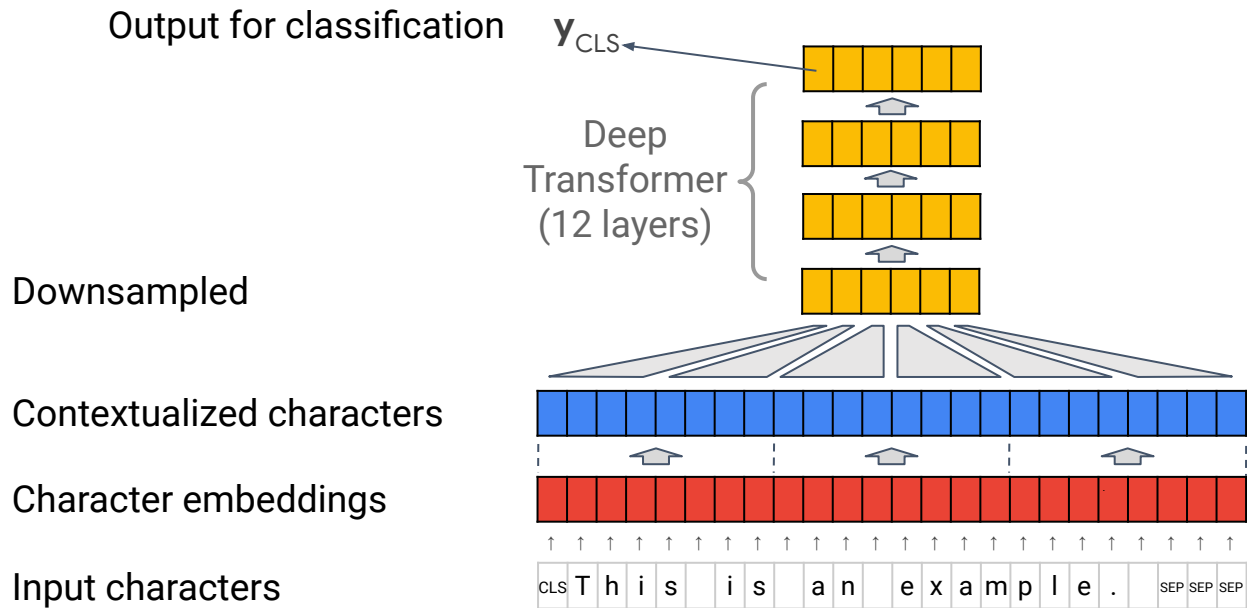 Output for classification yCLS
Deep
Transformer
(12 layers)
Downsampled
Contextualized characters
Character embeddings
↑ ↑ ↑ ↑ ↑ ↑ ↑ ↑ ↑ ↑ ↑ ↑ ↑ ↑ ↑ ↑ ↑ ↑ ↑ ↑ ↑ ↑ ↑ ↑
Input characters CLS T h i s i s a n e x a m p l e . SEP SEP SEP